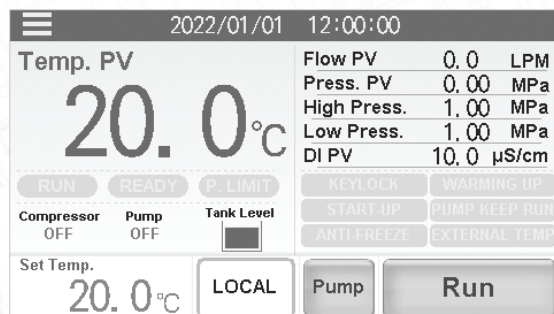 2022/01/01 12:00:00
Temp. PV
20.0°C
Flow PV 0.0 LPM
Press. PV 0.00 MPa
High Press. 1.00 MPa
Low Press. 1.00 MPa
DI PV 10.0 µS/cm
RUN READY P. LIMIT
Compressor Pump Tank Level
OFF OFF
KEYLOCK WARMING UP
START-UP PUMP KEEP RUN
ANTI-FREEZE EXTERNAL TEMP
Set Temp.
20.0°C
LOCAL
Pump
Run